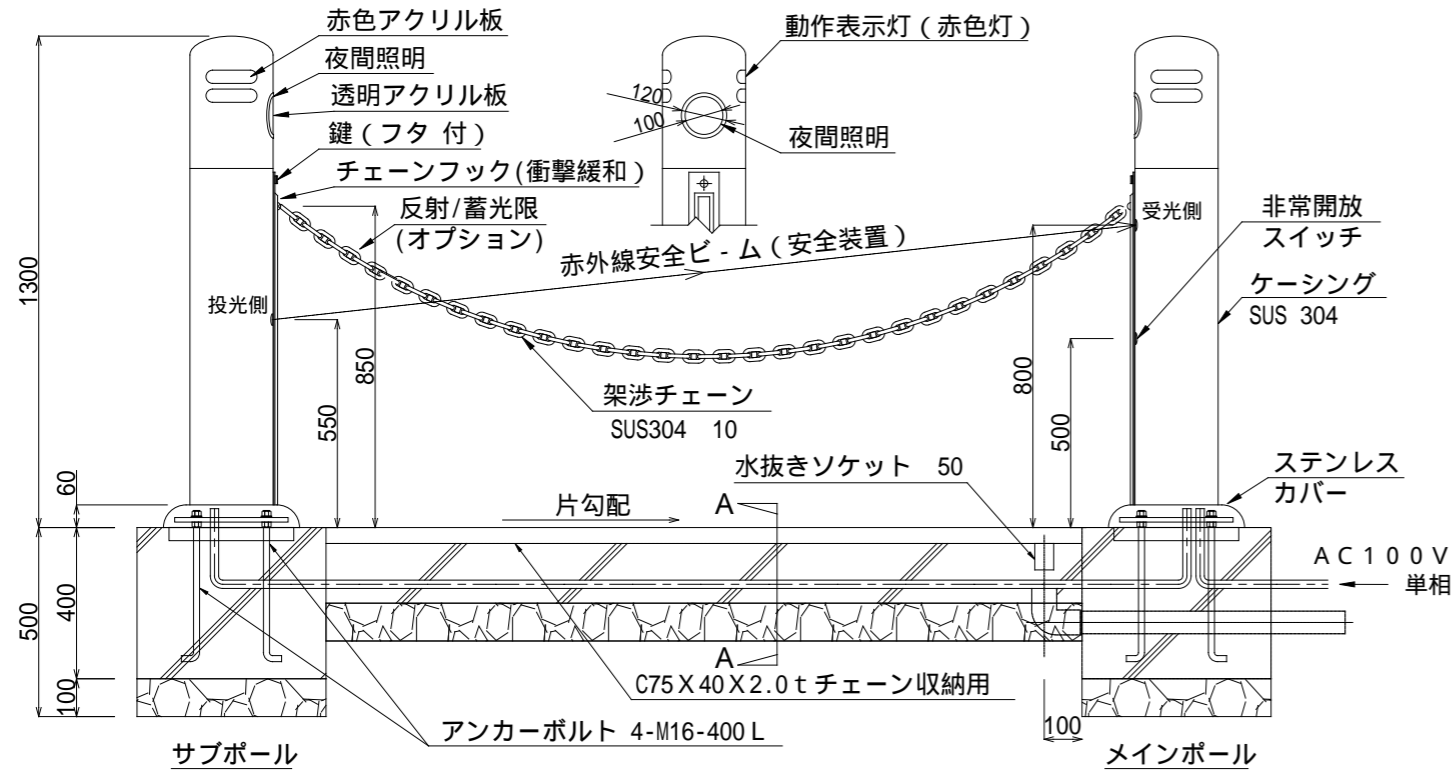 赤色アクリル板
夜間照明
透明アクリル板
鍵（フタ 付）
チェーンフック(衝撃緩和）
反射/蓄光限
(オプション)
動作表示灯（赤色灯）
120
100
夜間照明
受光側
非常開放
スイッチ
ケーシング
SUS 304
赤外線安全ビ - ム（安全装置）
投光側
1300
850
550
800
500
60
架渉チェーン
SUS304 10
水抜きソケット 50
ステンレス
カバー
片勾配
A
AC100V
単相
500
400
100
A
C75X40X2.0tチェーン収納用
アンカーボルト 4-M16-400L
100
サブポール
メインポール